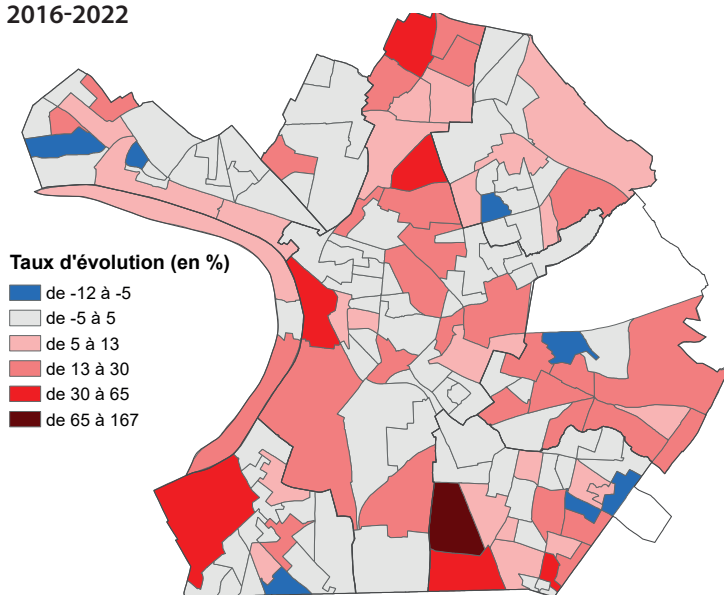 2016-2022
Taux d'évolution (en %)
de -12 à -5
de -5 à 5
de 5 à 13
de 13 à 30
de 30 à 65
de 65 à 167